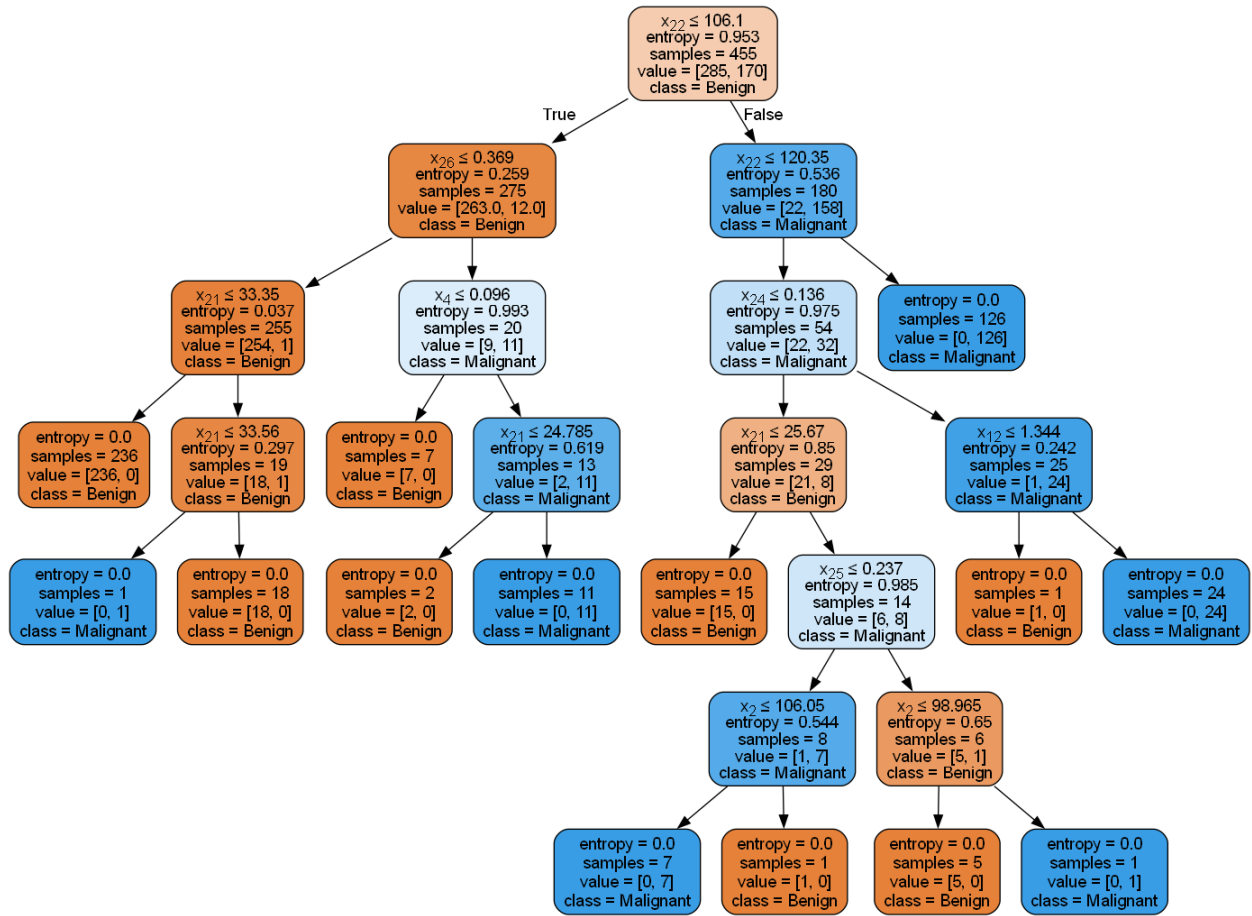 x22 ≤ 106.1
entropy = 0.953
samples = 455
value = [285, 170]
class = Benign
True
False
x26 ≤ 0.369
entropy = 0.259
samples = 275
value = [263.0, 12.0]
class = Benign
x22 ≤ 120.35
entropy = 0.536
samples = 180
value = [22, 158]
class = Malignant
x21 ≤ 33.35
entropy = 0.037
samples = 255
value = [254, 1]
class = Benign
x4 ≤ 0.096
entropy = 0.993
samples = 20
value = [9, 11]
class = Malignant
x24 ≤ 0.136
entropy = 0.975
samples = 54
value = [22, 32]
class = Malignant
entropy = 0.0
samples = 126
value = [0, 126]
class = Malignant
entropy = 0.0
samples = 236
value = [236, 0]
class = Benign
x21 ≤ 33.56
entropy = 0.297
samples = 19
value = [18, 1]
class = Benign
entropy = 0.0
samples = 7
value = [7, 0]
class = Benign
x21 ≤ 24.785
entropy = 0.619
samples = 13
value = [2, 11]
class = Malignant
x21 ≤ 25.67
entropy = 0.85
samples = 29
value = [21, 8]
class = Benign
x12 ≤ 1.344
entropy = 0.242
samples = 25
value = [1, 24]
class = Malignant
entropy = 0.0
samples = 1
value = [0, 1]
class = Malignant
entropy = 0.0
samples = 18
value = [18, 0]
class = Benign
entropy = 0.0
samples = 2
value = [2, 0]
class = Benign
entropy = 0.0
samples = 11
value = [0, 11]
class = Malignant
entropy = 0.0
samples = 15
value = [15, 0]
class = Benign
x25 ≤ 0.237
entropy = 0.985
samples = 14
value = [6, 8]
class = Malignant
entropy = 0.0
samples = 1
value = [1, 0]
class = Benign
entropy = 0.0
samples = 24
value = [0, 24]
class = Malignant
x2 ≤ 106.05
entropy = 0.544
samples = 8
value = [1, 7]
class = Malignant
x2 ≤ 98.965
entropy = 0.65
samples = 6
value = [5, 1]
class = Benign
entropy = 0.0
samples = 7
value = [0, 7]
class = Malignant
entropy = 0.0
samples = 1
value = [1, 0]
class = Benign
entropy = 0.0
samples = 5
value = [5, 0]
class = Benign
entropy = 0.0
samples = 1
value = [0, 1]
class = Malignant